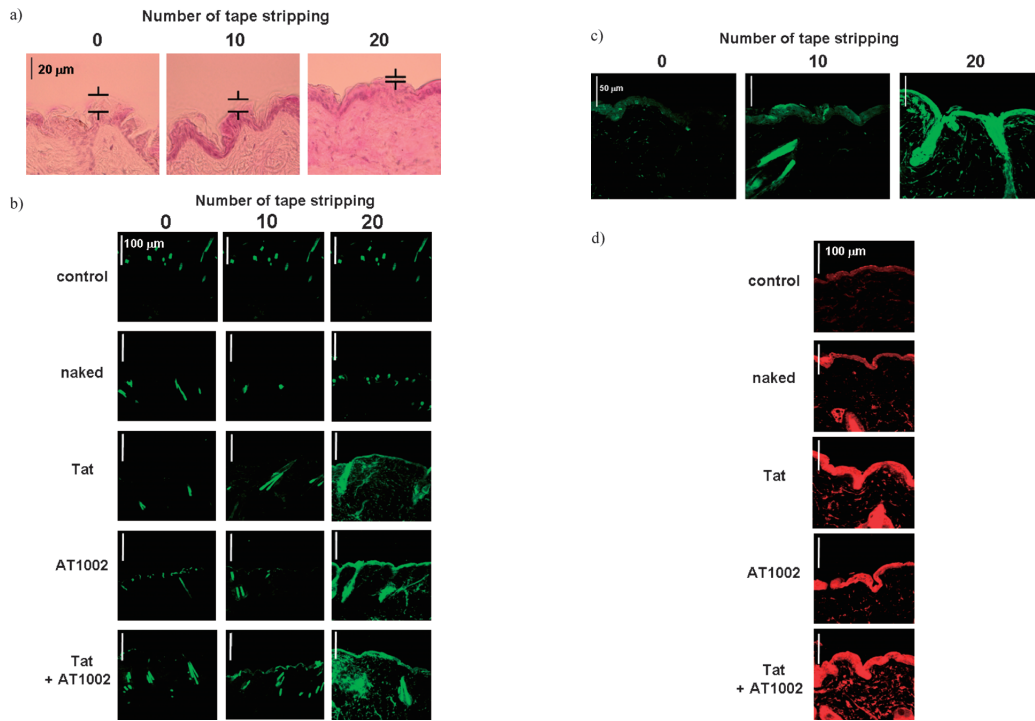 a)
Number of tape stripping
0 10 20
20 μm
b)
Number of tape stripping
0 10 20
100 μm
control
naked
Tat
AT1002
Tat
+ AT1002
c)
Number of tape stripping
0 10 20
50 μm
d)
100 μm
control
naked
Tat
AT1002
Tat
+ AT1002